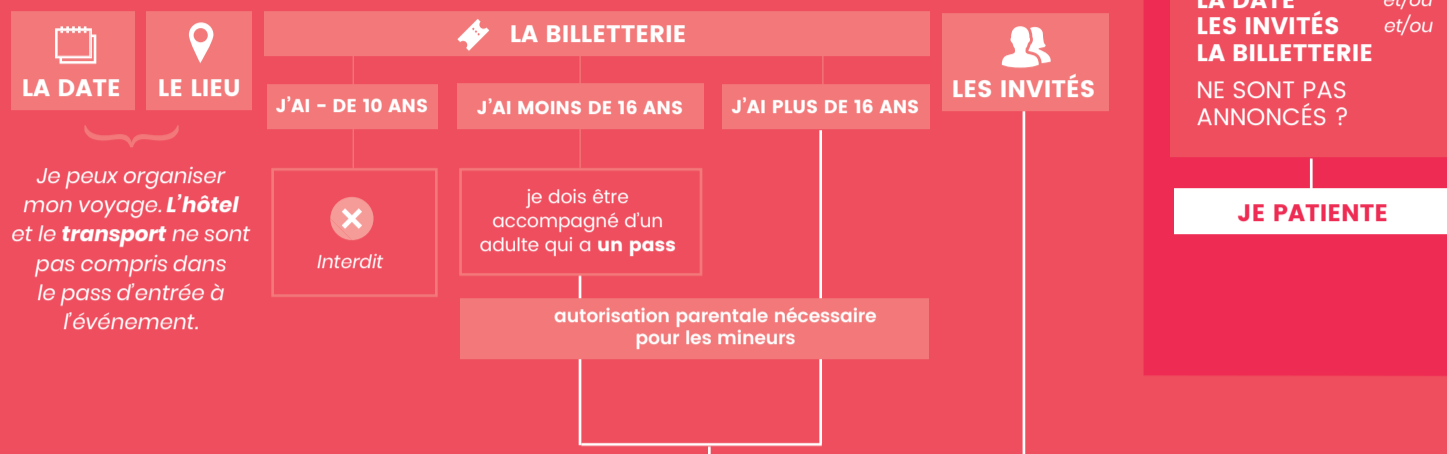 LA DATE
LE LIEU
Je peux organiser
mon voyage. L'hôtel
et le transport ne sont
pas compris dans
le pass d'entrée à
l'événement.
LA BILLETTERIE
J'AI - DE 10 ANS
Interdit
J'AI MOINS DE 16 ANS
je dois être
accompagné d'un
adulte qui a un pass
J'AI PLUS DE 16 ANS
autorisation parentale nécessaire
pour les mineurs
LES INVITÉS
LA DATE et/ou
LES INVITÉS et/ou
LA BILLETTERIE
NE SONT PAS
ANNONCÉS ?
JE PATIENTE